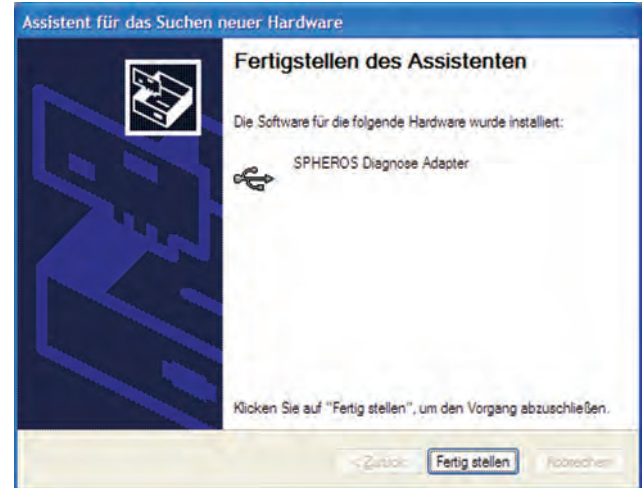 Assistent für das Suchen neuer Hardware
Fertigstellen des Assistenten
Die Software für die folgende Hardware wurde installiert:
SPHEROS Diagnose Adapter
Klicken Sie auf "Fertig stellen", um den Vorgang abzuschließen.
< Zurück Fertig stellen Abbrechen